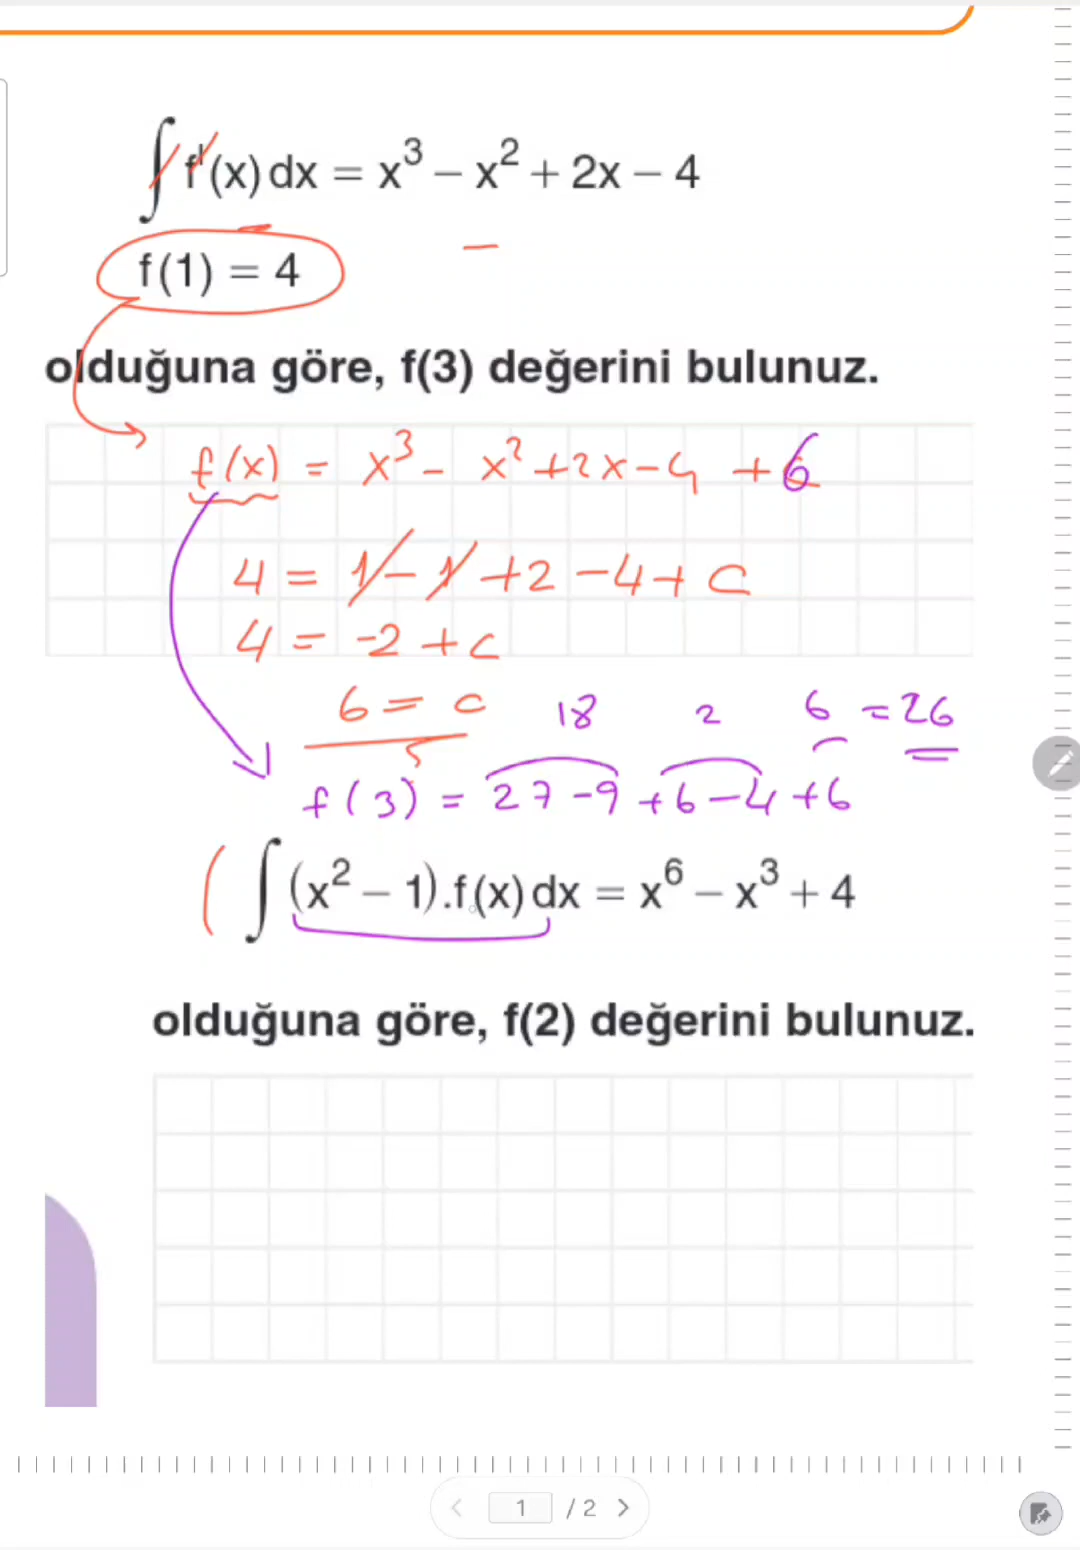 ∫ f'(x) dx = x³ – x² + 2x – 4
f(1) = 4
olduğuna göre, f(3) değerini bulunuz.
f(x) = x³ - x² + 2x - 4 + 6
4 = 1 - 1 + 2 - 4 + c
4 = -2 + c
6 = c
18 2 6 = 26
f(3) = 27 - 9 + 6 - 4 + 6
∫ (x² – 1).f(x) dx = x⁶ – x³ + 4
olduğuna göre, f(2) değerini bulunuz.
1 / 2